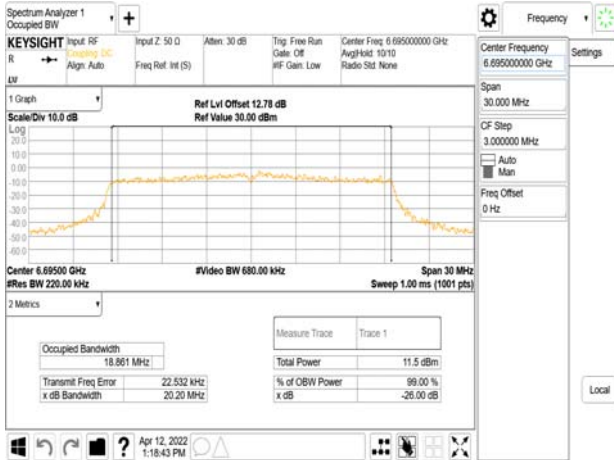 Spectrum Analyzer 1
Occupied BW
Frequency
KEYSIGHT
Input: RF
Coupling: DC
Align: Auto
Input Z: 50 Ω
Freq Ref: Int (S)
Atten: 30 dB
Trig: Free Run
Gate: Off
#IF Gain: Low
Center Freq: 6.695000000 GHz
Avg|Hold: 10/10
Radio Std: None
R
Center Frequency
6.695000000 GHz
Settings
Span
30.000 MHz
CF Step
3.000000 MHz
Auto
Man
Freq Offset
0 Hz
Local
1 Graph
Scale/Div 10.0 dB
Ref Lvl Offset 12.78 dB
Ref Value 30.00 dBm
Log
20.0
10.0
0.00
-10.0
-20.0
-30.0
-40.0
-50.0
-60.0
Center 6.69500 GHz
#Res BW 220.00 kHz
#Video BW 680.00 kHz
Span 30 MHz
Sweep 1.00 ms (1001 pts)
2 Metrics
Measure Trace
Trace 1
Occupied Bandwidth
18.861 MHz
Total Power
11.5 dBm
Transmit Freq Error
22.532 kHz
% of OBW Power
99.00 %
x dB Bandwidth
20.20 MHz
x dB
-26.00 dB
Apr 12, 2022
1:18:43 PM